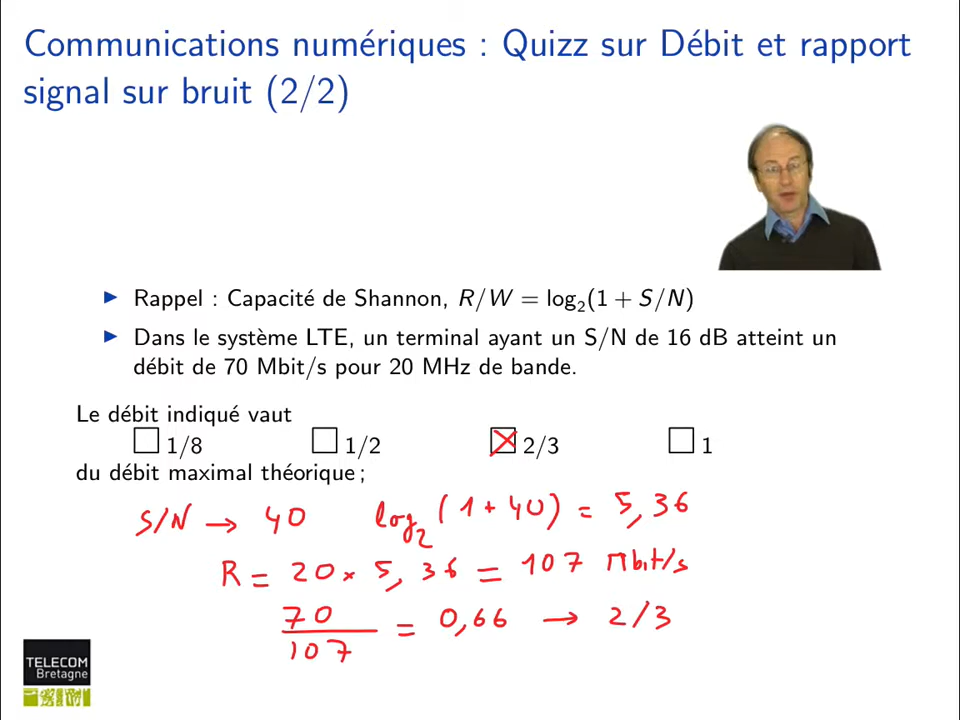 Communications numériques : Quizz sur Débit et rapport
signal sur bruit (2/2)
Rappel : Capacité de Shannon, R/W = log₂(1 + S/N)
Dans le système LTE, un terminal ayant un S/N de 16 dB atteint un
débit de 70 Mbit/s pour 20 MHz de bande.
Le débit indiqué vaut
1/8 1/2 2/3 1
du débit maximal théorique ;
S/N → 40 log₂ (1 + 40) = 5,36
R = 20 × 5,36 = 107 Mbit/s
70/107 = 0,66 → 2/3
TELECOM
Bretagne